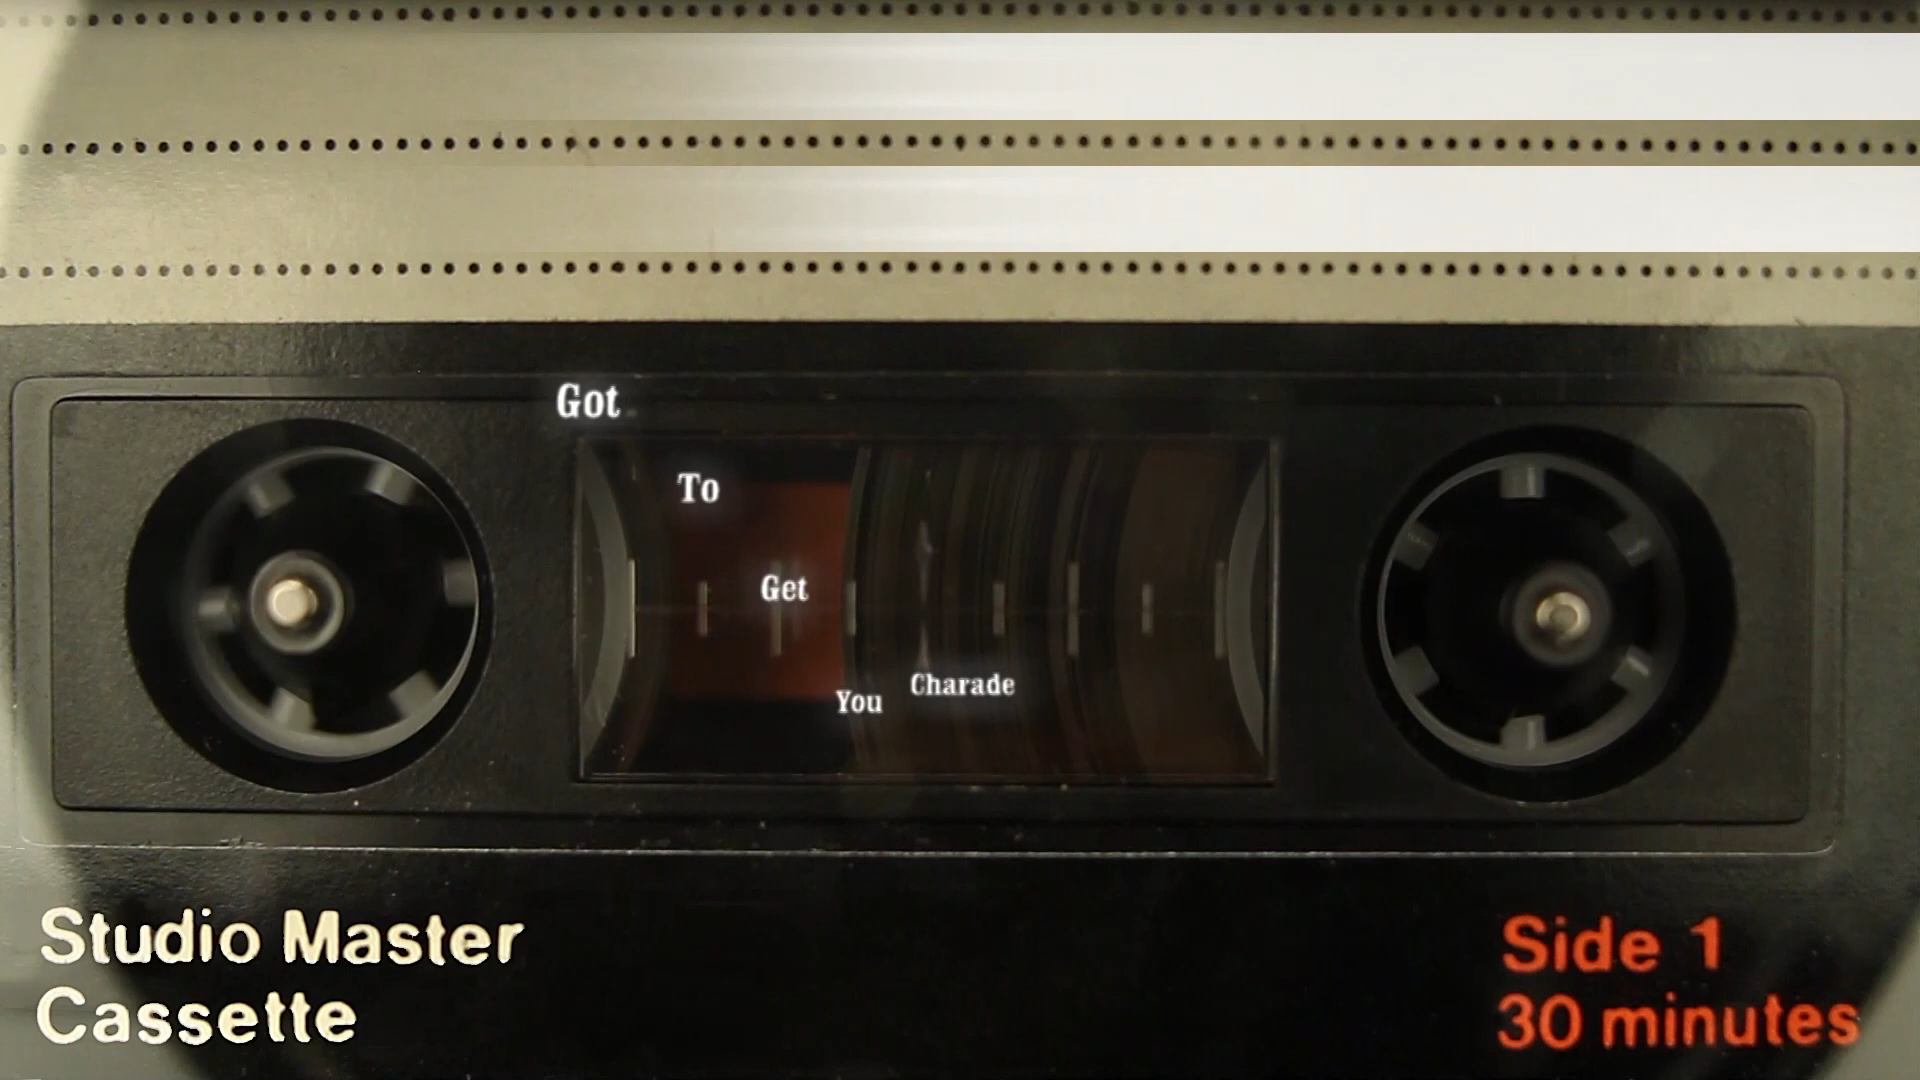 Got
To
Get
You
Charade
Studio Master
Cassette
Side 1
30 minutes